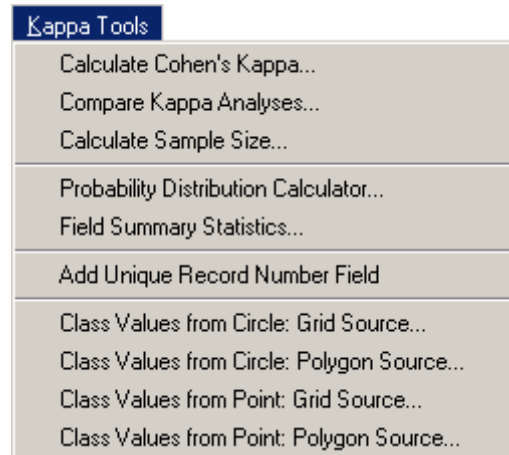 Kappa Tools
Calculate Cohen's Kappa...
Compare Kappa Analyses...
Calculate Sample Size...
Probability Distribution Calculator...
Field Summary Statistics...
Add Unique Record Number Field
Class Values from Circle: Grid Source...
Class Values from Circle: Polygon Source...
Class Values from Point: Grid Source...
Class Values from Point: Polygon Source...